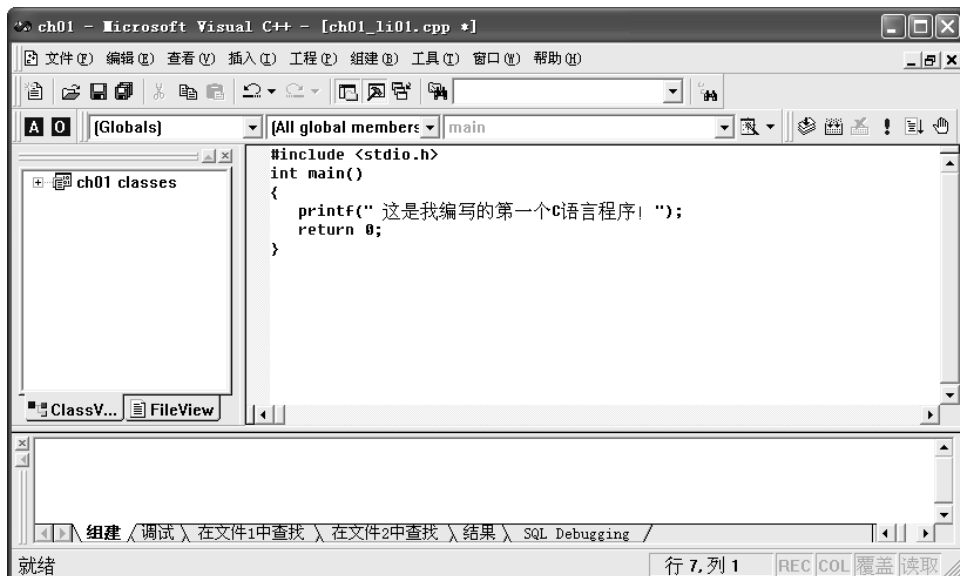 ch01 - Microsoft Visual C++ - [ch01_li01.cpp *]
文件(F) 编辑(E) 查看(V) 插入(I) 工程(P) 组建(B) 工具(T) 窗口(W) 帮助(H)
A O (Globals) (All global members main
ch01 classes
#include <stdio.h>
int main()
{
printf(" 这是我编写的第一个C语言程序! ");
return 0;
}
ClassV... FileView
组建 调试 在文件1中查找 在文件2中查找 结果 SQL Debugging
就绪 行 7,列 1 REC COL 覆盖 读取